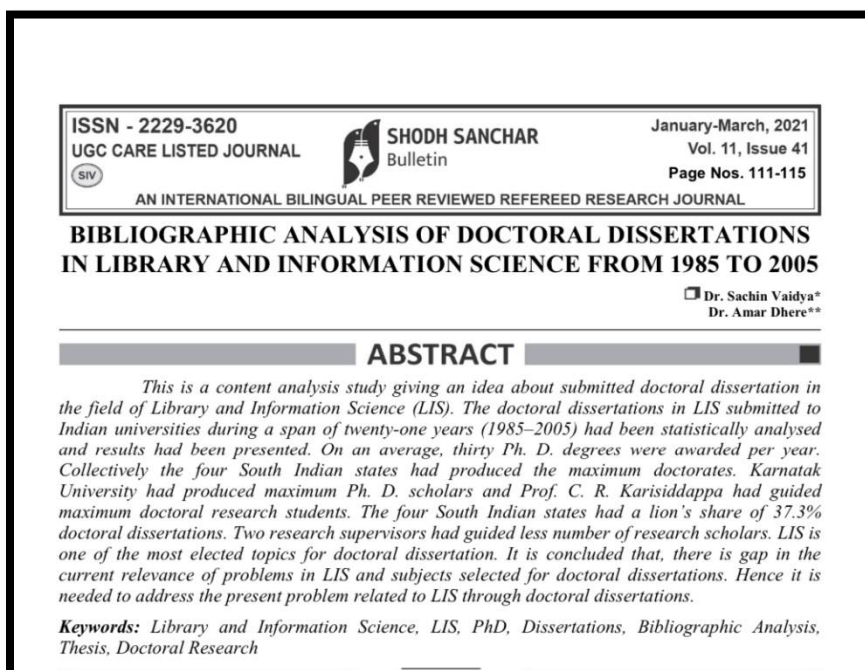 ISSN - 2229-3620
UGC CARE LISTED JOURNAL
SIV
SHODH SANCHAR
Bulletin
January-March, 2021
Vol. 11, Issue 41
Page Nos. 111-115
AN INTERNATIONAL BILINGUAL PEER REVIEWED REFEREED RESEARCH JOURNAL
BIBLIOGRAPHIC ANALYSIS OF DOCTORAL DISSERTATIONS
IN LIBRARY AND INFORMATION SCIENCE FROM 1985 TO 2005
Dr. Sachin Vaidya*
Dr. Amar Dhere**
ABSTRACT
This is a content analysis study giving an idea about submitted doctoral dissertation in
the field of Library and Information Science (LIS). The doctoral dissertations in LIS submitted to
Indian universities during a span of twenty-one years (1985–2005) had been statistically analysed
and results had been presented. On an average, thirty Ph. D. degrees were awarded per year.
Collectively the four South Indian states had produced the maximum doctorates. Karnatak
University had produced maximum Ph. D. scholars and Prof. C. R. Karisiddappa had guided
maximum doctoral research students. The four South Indian states had a lion's share of 37.3%
doctoral dissertations. Two research supervisors had guided less number of research scholars. LIS is
one of the most elected topics for doctoral dissertation. It is concluded that, there is gap in the
current relevance of problems in LIS and subjects selected for doctoral dissertations. Hence it is
needed to address the present problem related to LIS through doctoral dissertations.
Keywords: Library and Information Science, LIS, PhD, Dissertations, Bibliographic Analysis,
Thesis, Doctoral Research